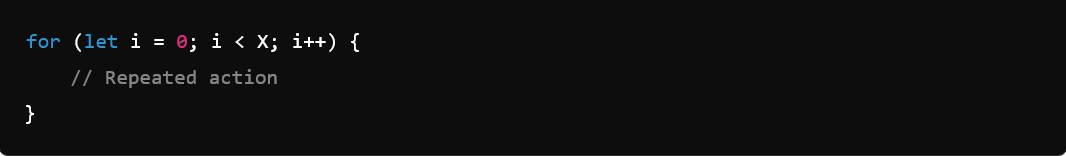 for (let i = 0; i < X; i++) {
    // Repeated action
}